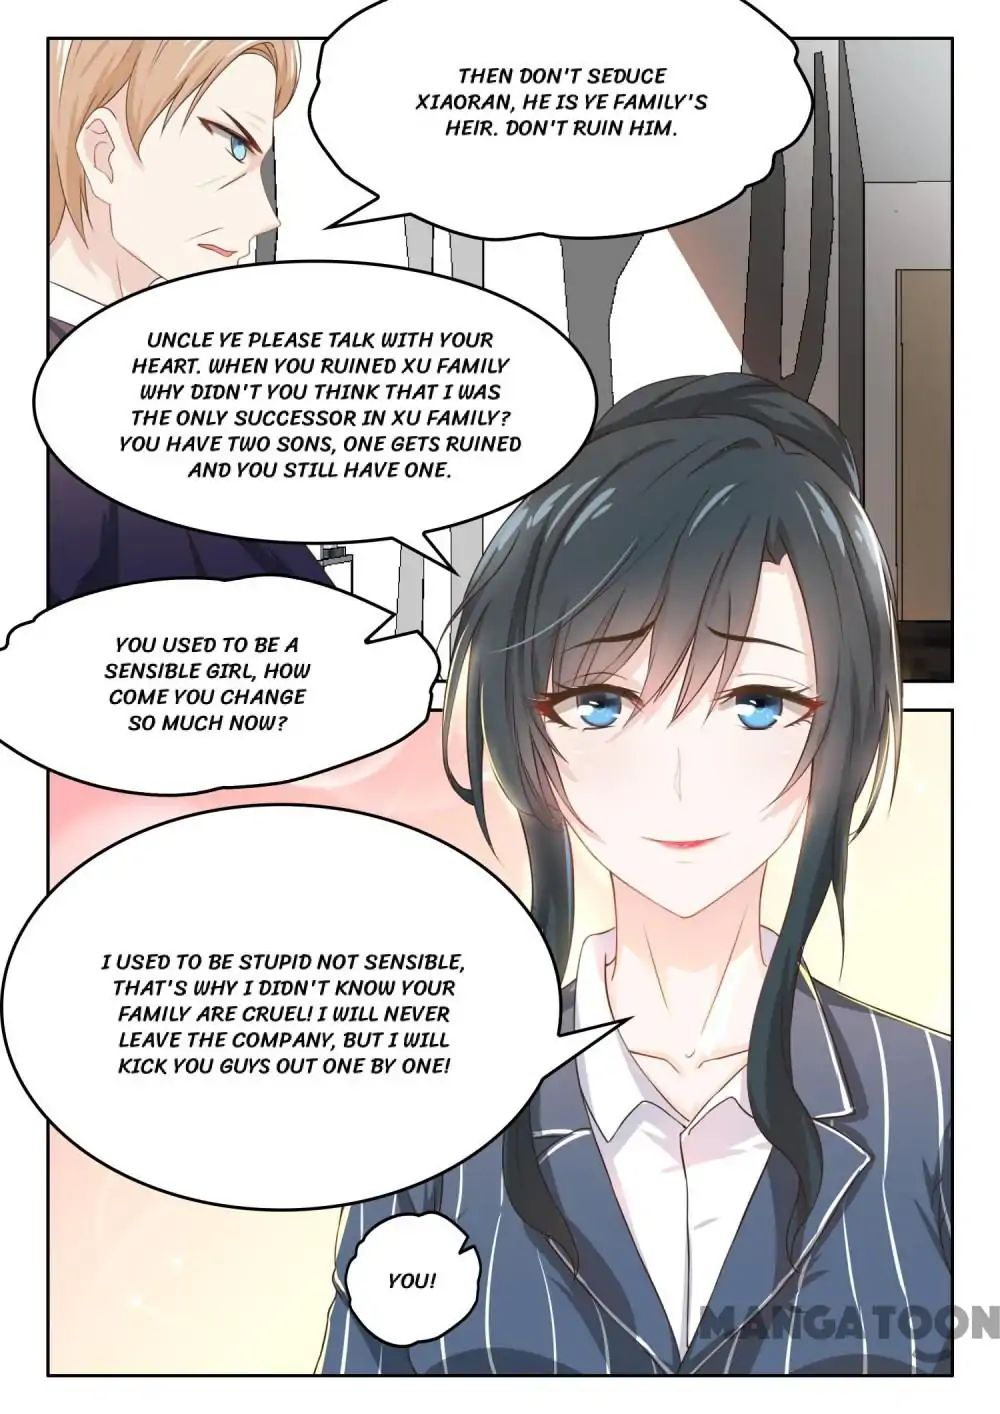 THEN DON'T SEDUCE
XIAORAN, HE IS YE FAMILY'S
HEIR. DON'T RUIN HIM.
UNCLE YE PLEASE TALK WITH YOUR
HEART. WHEN YOU RUINED XU FAMILY
WHY DIDN'T YOU THINK THAT I WAS
THE ONLY SUCCESSOR IN XU FAMILY?
YOU HAVE TWO SONS, ONE GETS RUINED
AND YOU STILL HAVE ONE.
YOU USED TO BE A
SENSIBLE GIRL, HOW
COME YOU CHANGE
SO MUCH NOW?
I USED TO BE STUPID NOT SENSIBLE,
THAT'S WHY I DIDN'T KNOW YOUR
FAMILY ARE CRUEL! I WILL NEVER
LEAVE THE COMPANY, BUT I WILL
KICK YOU GUYS OUT ONE BY ONE!
YOU!
MANGATOON